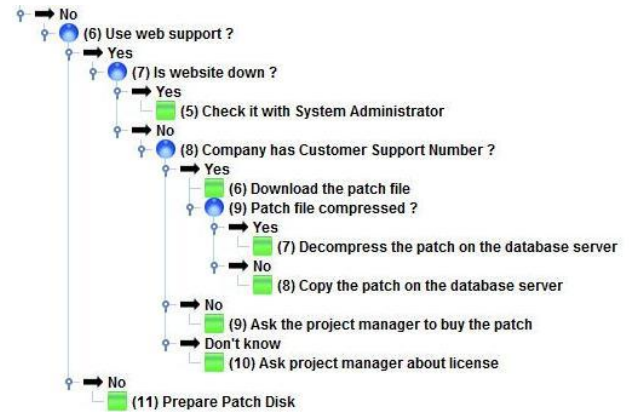 No
(6) Use web support ?
Yes
(7) Is website down ?
Yes
(5) Check it with System Administrator
No
(8) Company has Customer Support Number ?
Yes
(6) Download the patch file
(9) Patch file compressed ?
Yes
(7) Decompress the patch on the database server
No
(8) Copy the patch on the database server
No
(9) Ask the project manager to buy the patch
Don't know
(10) Ask project manager about license
No
(11) Prepare Patch Disk